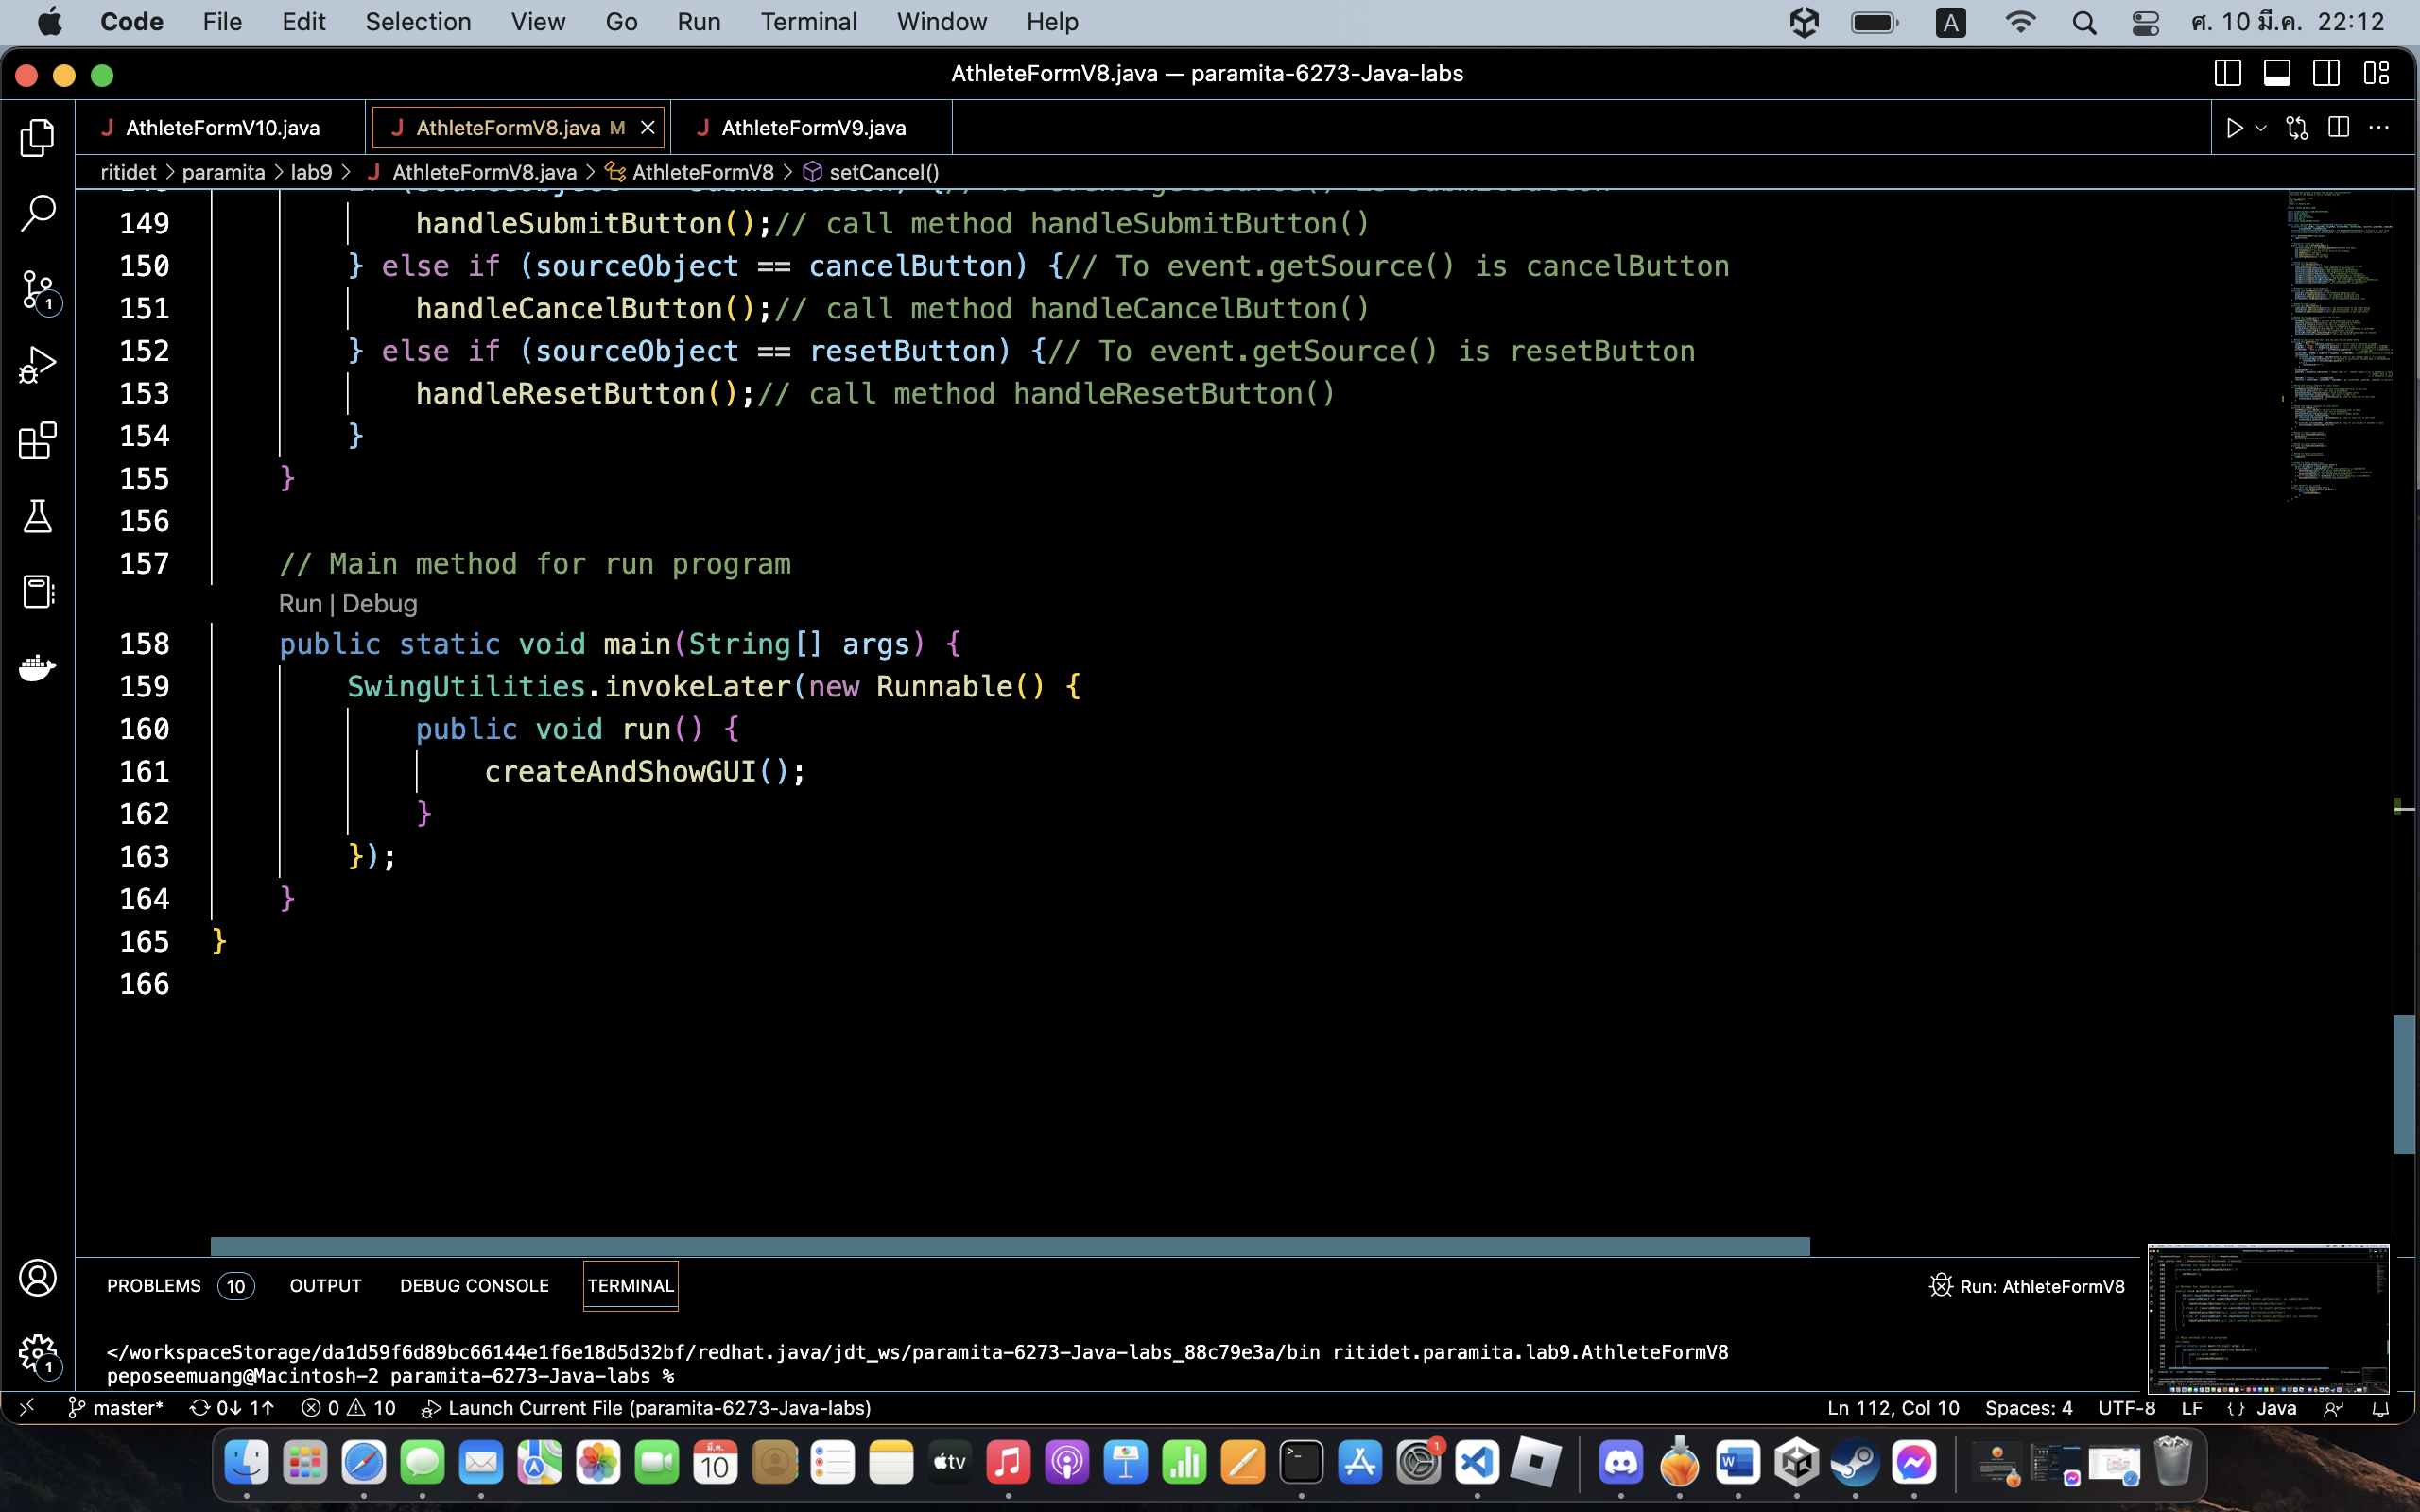 Code File Edit Selection View Go Run Terminal Window Help A ศ. 10 มี.ค. 22:12
AthleteFormV8.java — paramita-6273-Java-labs
J AthleteFormV10.java J AthleteFormV8.java M J AthleteFormV9.java
ritidet > paramita > lab9 > J AthleteFormV8.java > AthleteFormV8 > setCancel()
149 handleSubmitButton();// call method handleSubmitButton()
150 } else if (sourceObject == cancelButton) {// To event.getSource() is cancelButton
151 handleCancelButton();// call method handleCancelButton()
152 } else if (sourceObject == resetButton) {// To event.getSource() is resetButton
153 handleResetButton();// call method handleResetButton()
154 }
155 }
156
157 // Main method for run program
Run | Debug
158 public static void main(String[] args) {
159 SwingUtilities.invokeLater(new Runnable() {
160 public void run() {
161 createAndShowGUI();
162 }
163 });
164 }
165 }
166
1
1
PROBLEMS 10 OUTPUT DEBUG CONSOLE TERMINAL Run: AthleteFormV8
</workspaceStorage/da1d59f6d89bc66144e1f6e18d5d32bf/redhat.java/jdt_ws/paramita-6273-Java-labs_88c79e3a/bin ritidet.paramita.lab9.AthleteFormV8
peposeemuang@Macintosh-2 paramita-6273-Java-labs %
master* 0↓ 1↑ 0 10 Launch Current File (paramita-6273-Java-labs) Ln 112, Col 10 Spaces: 4 UTF-8 LF {} Java
มี.ค.
10
tv
1
W